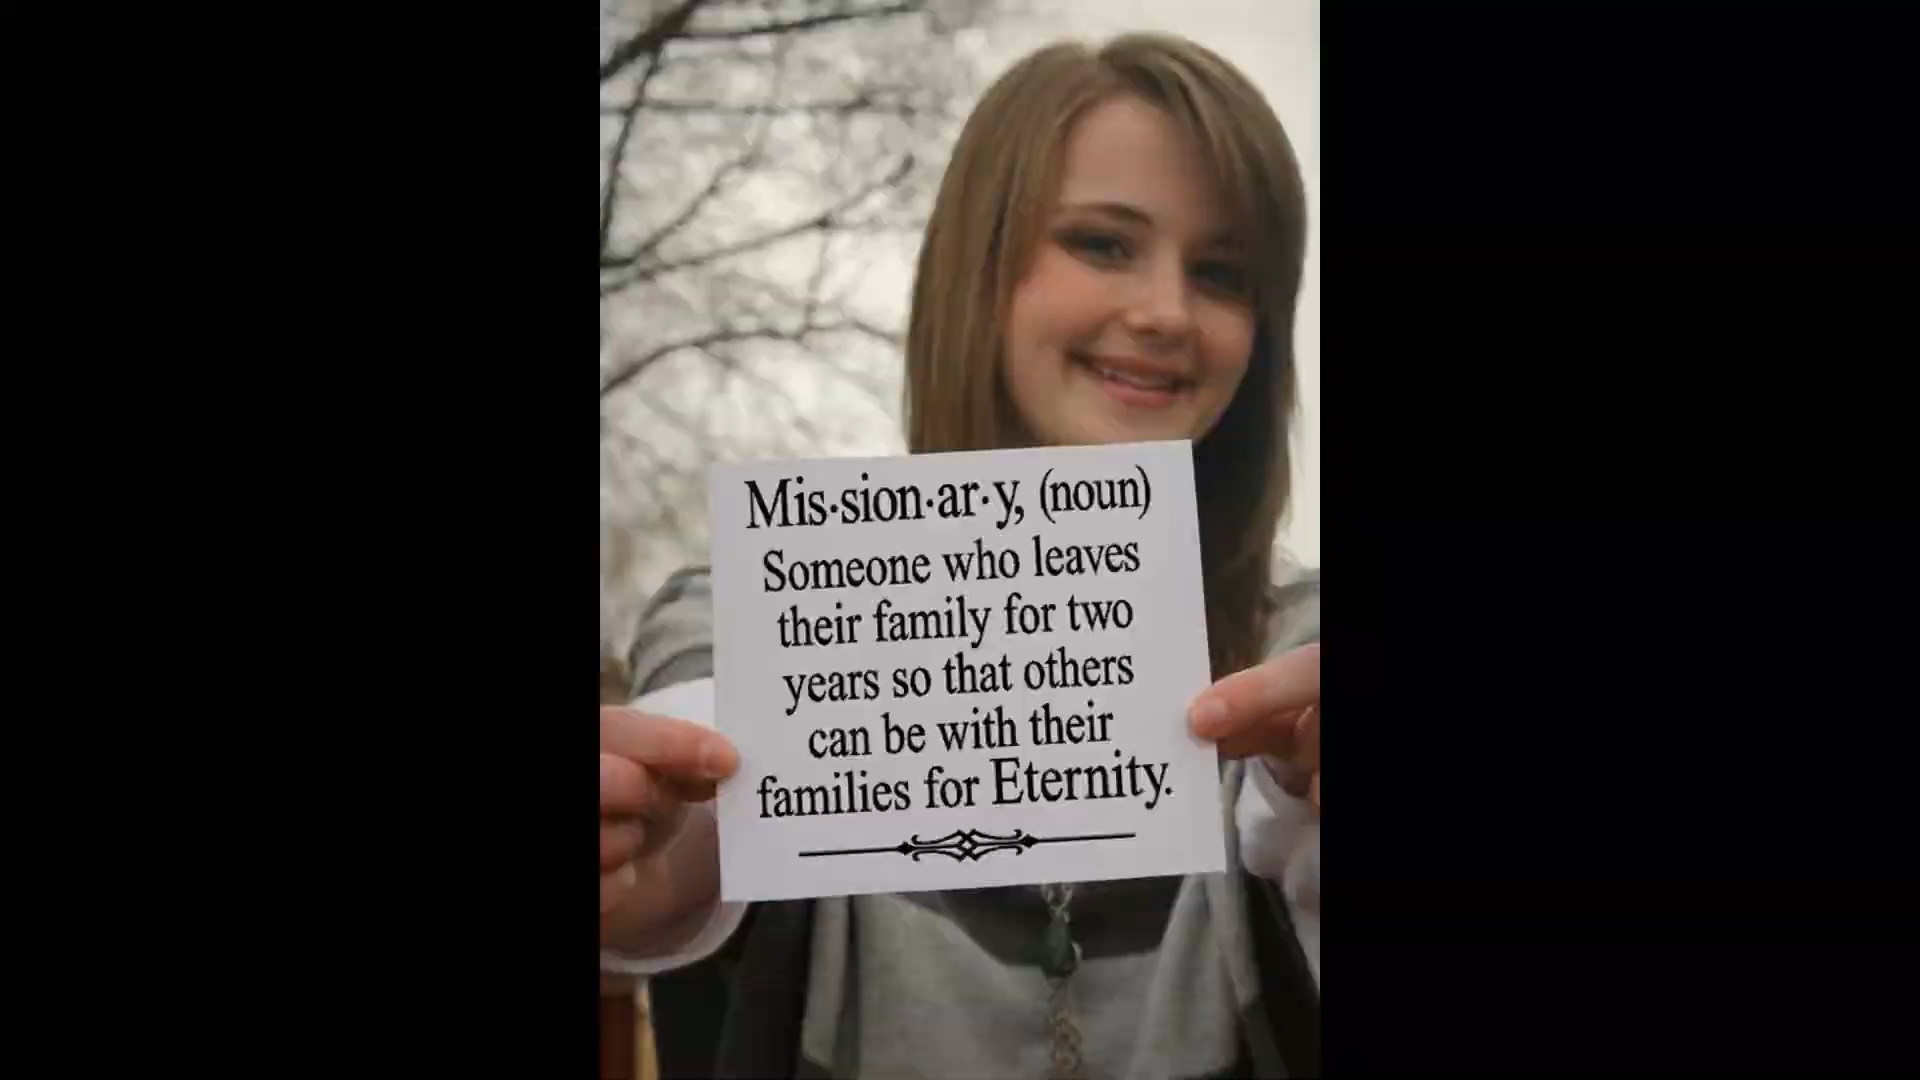 Mis·sion·ar·y, (noun)
Someone who leaves
their family for two
years so that others
can be with their
families for Eternity.